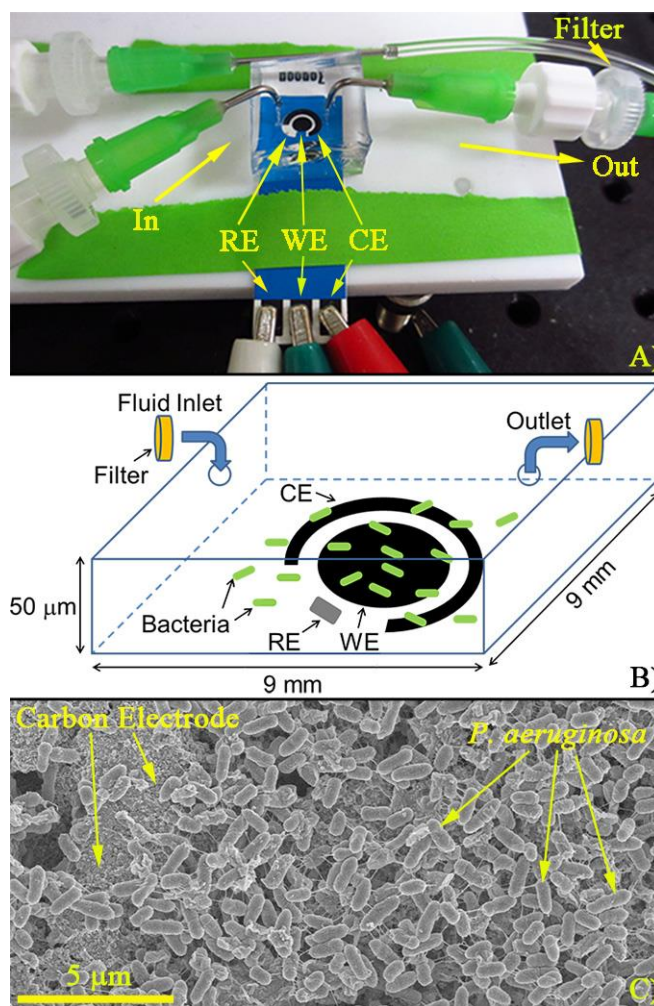 Filter
In
Out
RE WE CE
A)
Fluid Inlet
Filter
Outlet
CE
50 μm
Bacteria
RE
WE
9 mm
9 mm
B)
Carbon Electrode
P. aeruginosa
5 μm
C)